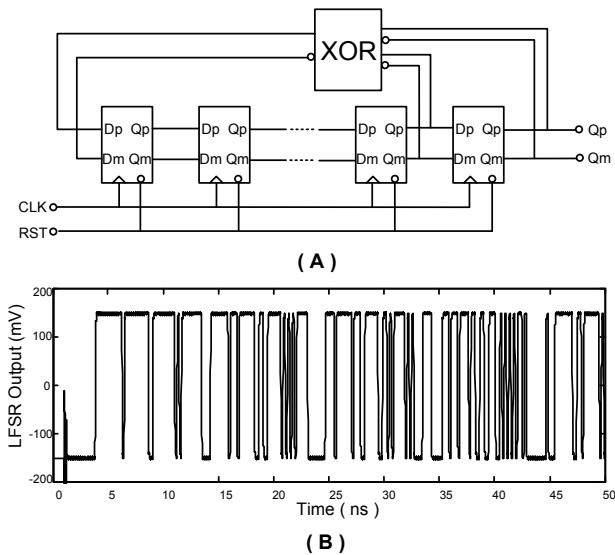 XOR
Dp Qp Dp Qp Dp Qp Dp Qp Qp
Dm Qm Dm Qm Dm Qm Dm Qm Qm
CLK
RST
( A )
LFSR Output (mV)
200
100
0
-100
-200
0 5 10 15 20 25 30 35 40 45 50
Time ( ns )
( B )